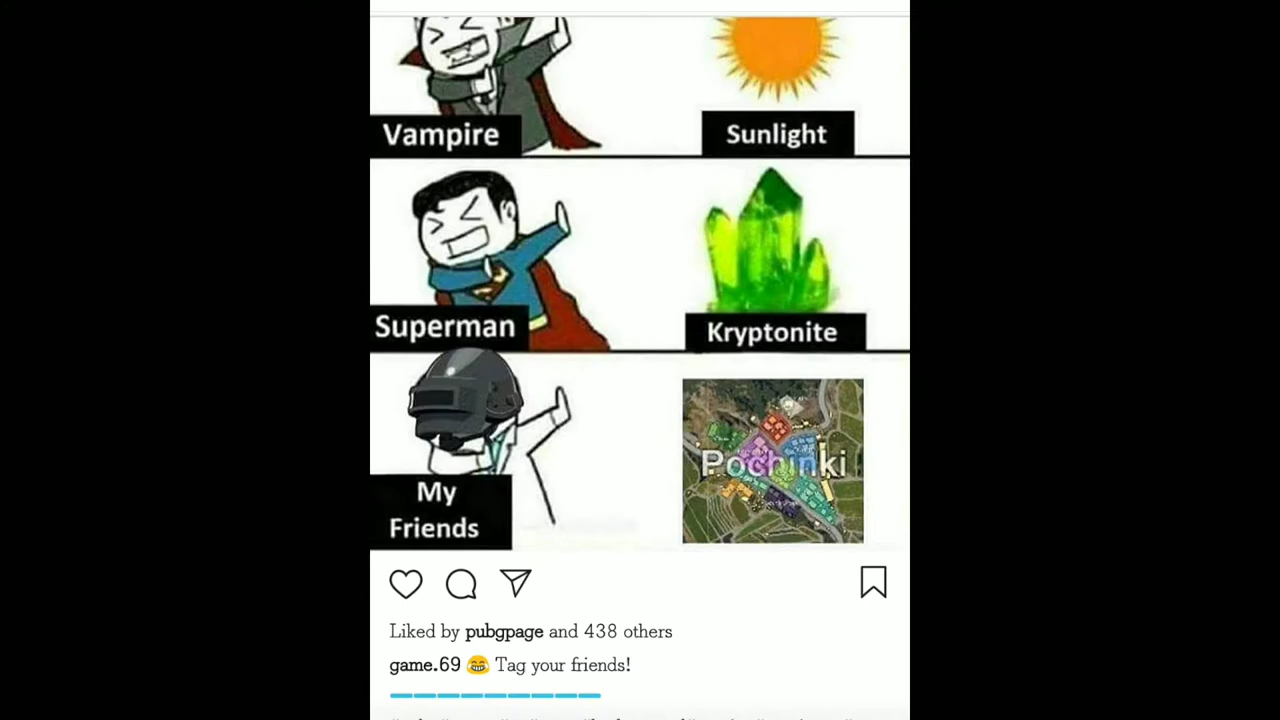 Vampire
Sunlight
Superman
Kryptonite
My
Friends
Pochinki
Liked by pubgpage and 438 others
game.69 😂 Tag your friends!